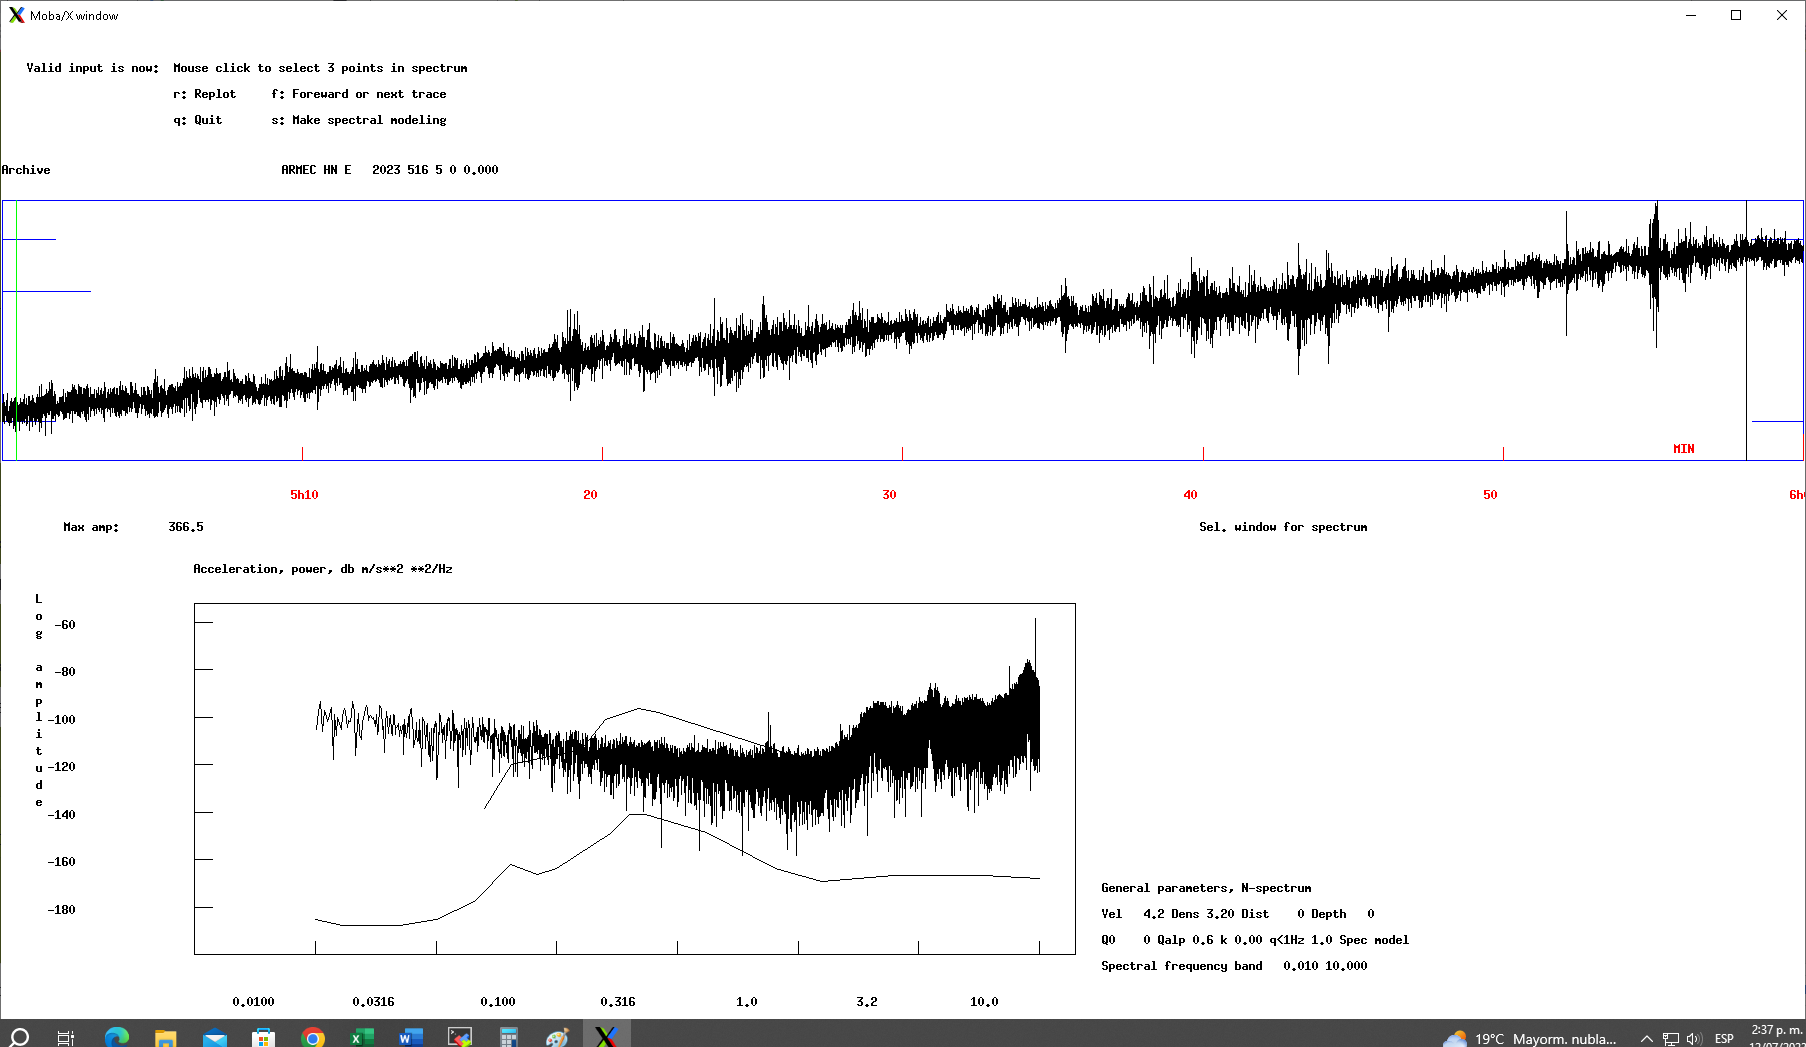 Moba/X window
Valid input is now: Mouse click to select 3 points in spectrum
r: Replot f: Foreward or next trace
q: Quit s: Make spectral modeling
Archive ARMEC HN E 2023 516 5 0 0.000
MIN
5h10 20 30 40 50
Max amp: 366.5 Sel. window for spectrum
Acceleration, power, db m/s**2 **2/Hz
Log amplitude
-60
-80
-100
-120
-140
-160
-180
General parameters, N-spectrum
Vel 4.2 Dens 3.20 Dist 0 Depth 0
Q0 0 Qalp 0.6 k 0.00 q<1Hz 1.0 Spec model
Spectral frequency band 0.010 10.000
0.0100 0.0316 0.100 0.316 1.0 3.2 10.0
19°C Mayorm. nubla... ESP 2:37 p. m.